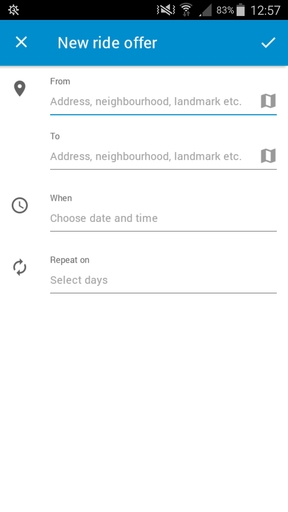 83% 12:57
New ride offer
From
Address, neighbourhood, landmark etc.
To
Address, neighbourhood, landmark etc.
When
Choose date and time
Repeat on
Select days